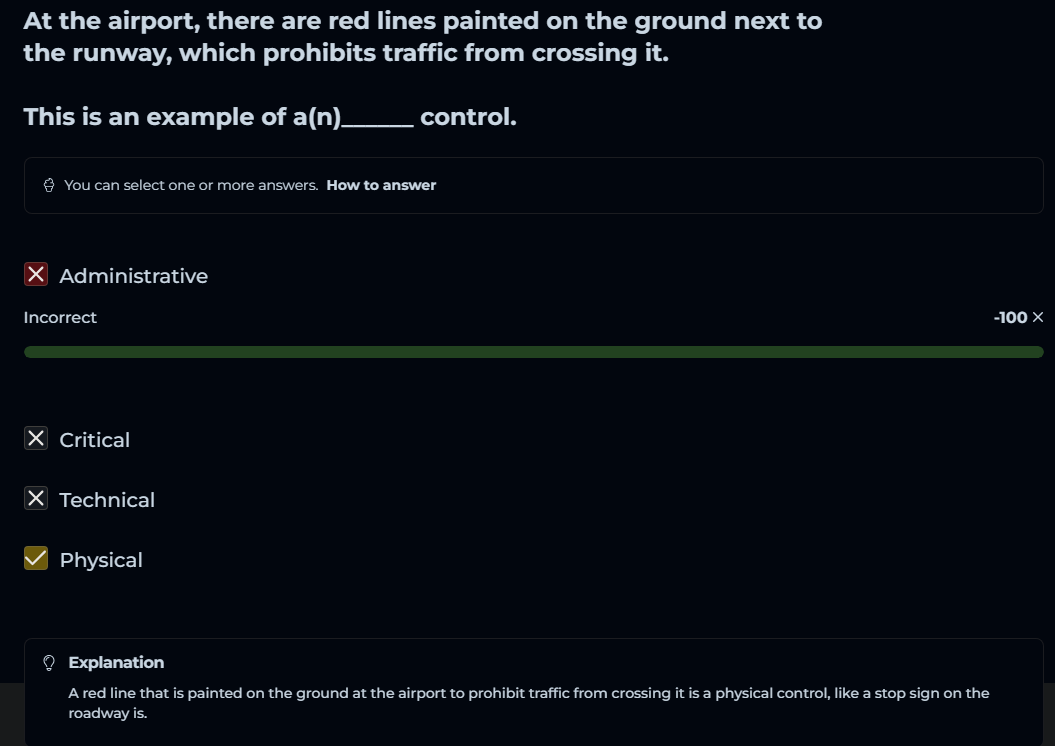 At the airport, there are red lines painted on the ground next to
the runway, which prohibits traffic from crossing it.
This is an example of a(n)______ control.
You can select one or more answers. How to answer
Administrative
Incorrect -100
Critical
Technical
Physical
Explanation
A red line that is painted on the ground at the airport to prohibit traffic from crossing it is a physical control, like a stop sign on the
roadway is.